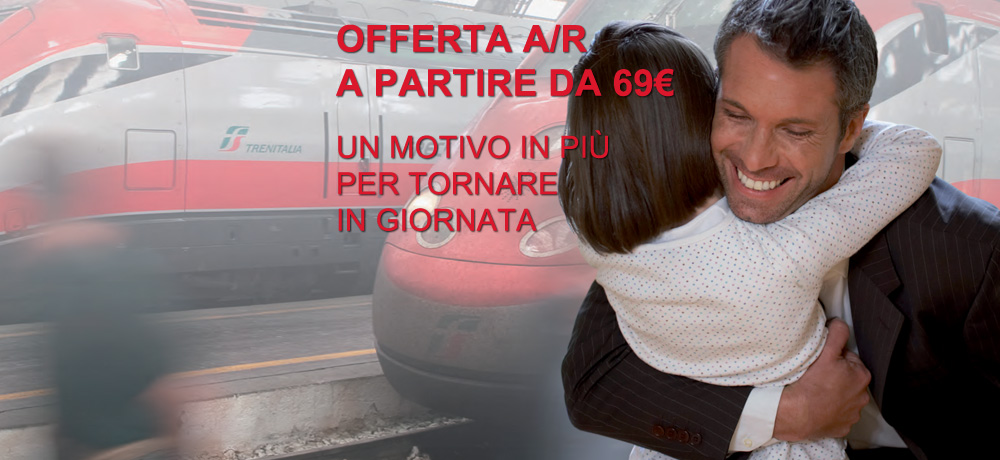 OFFERTA A/R
A PARTIRE DA 69€
UN MOTIVO IN PIÙ
PER TORNARE
IN GIORNATA
TRENITALIA